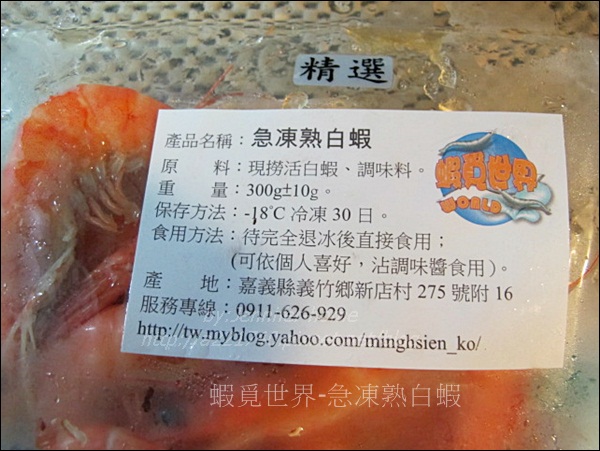 精選
產品名稱：急凍熟白蝦
原　　料：現撈活白蝦、調味料。
重　　量：300g±10g。
保存方法：-18℃ 冷凍 30 日。
食用方法：待完全退冰後直接食用；
(可依個人喜好，沾調味醬食用)。
產　　地：嘉義縣義竹鄉新店村 275 號附 16
服務專線：0911-626-929
http://tw.myblog.yahoo.com/minghsien_ko/
蝦覓世界
WORLD
蝦覓世界-急凍熟白蝦